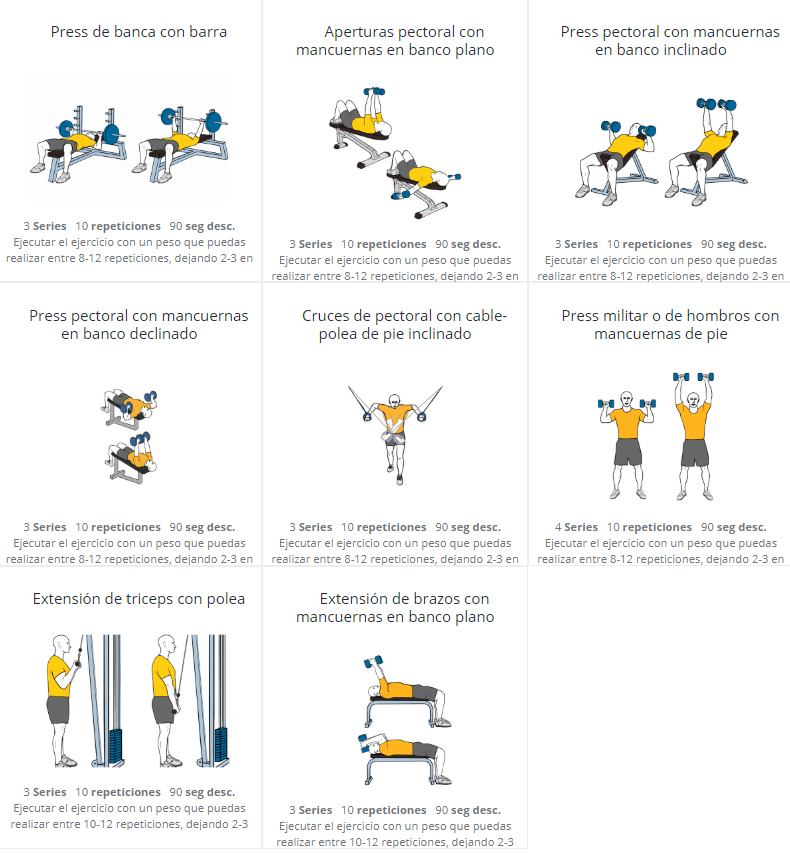 Press de banca con barra
3 Series 10 repeticiones 90 seg desc.
Ejecutar el ejercicio con un peso que puedas
realizar entre 8-12 repeticiones, dejando 2-3 en
Aperturas pectoral con
mancuernas en banco plano
3 Series 10 repeticiones 90 seg desc.
Ejecutar el ejercicio con un peso que puedas
realizar entre 8-12 repeticiones, dejando 2-3 en
Press pectoral con mancuernas
en banco inclinado
3 Series 10 repeticiones 90 seg desc.
Ejecutar el ejercicio con un peso que puedas
realizar entre 8-12 repeticiones, dejando 2-3 en
Press pectoral con mancuernas
en banco declinado
3 Series 10 repeticiones 90 seg desc.
Ejecutar el ejercicio con un peso que puedas
realizar entre 8-12 repeticiones, dejando 2-3 en
Cruces de pectoral con cable-
polea de pie inclinado
3 Series 10 repeticiones 90 seg desc.
Ejecutar el ejercicio con un peso que puedas
realizar entre 8-12 repeticiones, dejando 2-3 en
Press militar o de hombros con
mancuernas de pie
4 Series 10 repeticiones 90 seg desc.
Ejecutar el ejercicio con un peso que puedas
realizar entre 8-12 repeticiones, dejando 2-3 en
Extensión de triceps con polea
3 Series 10 repeticiones 90 seg desc.
Ejecutar el ejercicio con un peso que puedas
realizar entre 10-12 repeticiones, dejando 2-3
Extensión de brazos con
mancuernas en banco plano
3 Series 10 repeticiones 90 seg desc.
Ejecutar el ejercicio con un peso que puedas
realizar entre 10-12 repeticiones, dejando 2-3